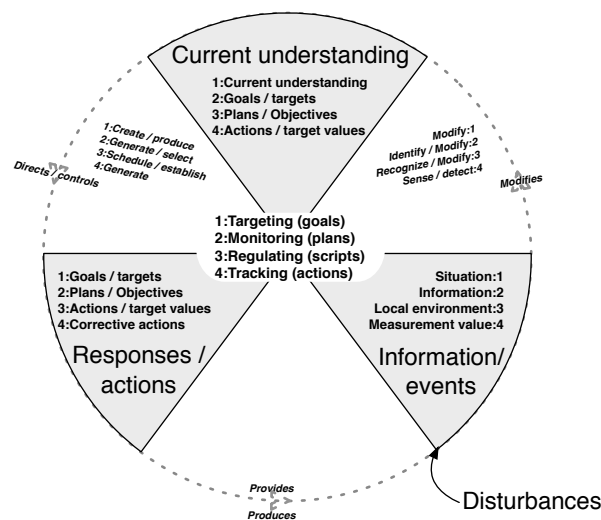 Current understanding
1:Current understanding
2:Goals / targets
3:Plans / Objectives
4:Actions / target values
1:Create / produce
2:Generate / select
3:Schedule / establish
4:Generate
Directs / controls
Modify:1
Identify / Modify:2
Recognize / Modify:3
Sense / detect:4
Modifies
1:Targeting (goals)
2:Monitoring (plans)
3:Regulating (scripts)
4:Tracking (actions)
1:Goals / targets
2:Plans / Objectives
3:Actions / target values
4:Corrective actions
Responses /
actions
Situation:1
Information:2
Local environment:3
Measurement value:4
Information/
events
Provides
Produces
Disturbances